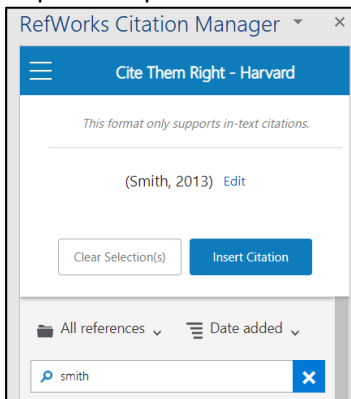 RefWorks Citation Manager
Cite Them Right - Harvard
This format only supports in-text citations.
(Smith, 2013) Edit
Clear Selection(s) Insert Citation
All references Date added
smith